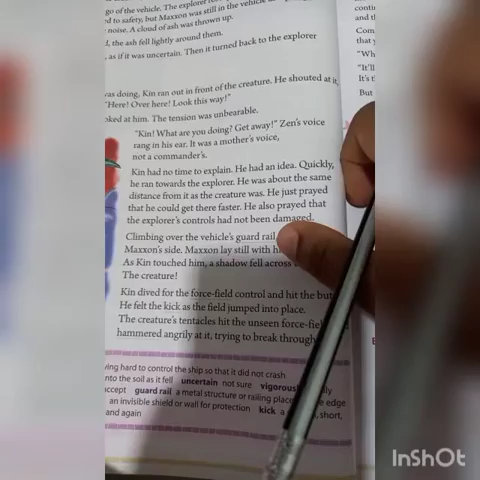 go of the vehicle. The explorer
to safety, but Maxxon was still in the vehicle
noise. A cloud of ash was thrown up.
the ash fell lightly around them.
as if it was uncertain. Then it turned back to the explorer
was doing, Kin ran out in front of the creature. He shouted at it,
"Here! Over here! Look this way!"
at him. The tension was unbearable.
"Kin! What are you doing? Get away!" Zen's voice
rang in his ear. It was a mother's voice,
not a commander's.
Kin had no time to explain. He had an idea. Quickly,
he ran towards the explorer. He was about the same
distance from it as the creature was. He just prayed
that he could get there faster. He also prayed that
the explorer's controls had not been damaged.
Climbing over the vehicle's guard rail
Maxxon's side. Maxxon lay still with
As Kin touched him, a shadow fell across
The creature!
Kin dived for the force-field control and hit the
He felt the kick as the field jumped into place.
The creature's tentacles hit the unseen
hammered angrily at it, trying to break through
hard to control the ship so that it did not crash
into the soil as it fell uncertain not sure
guard rail a metal structure or railing edge
an invisible shield or wall for protection kick a short,
and again
and
Com
that
"Wh
"It'll
It's
But
InShOt